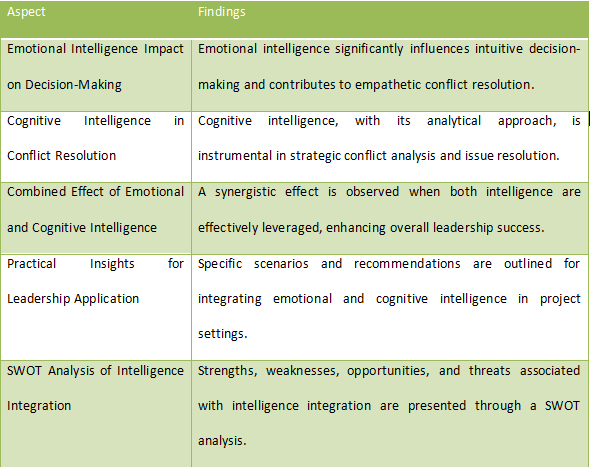 Aspect Findings
Emotional Intelligence Impact Emotional intelligence significantly influences intuitive decision-
on Decision-Making making and contributes to empathetic conflict resolution.
Cognitive Intelligence in Cognitive intelligence, with its analytical approach, is
Conflict Resolution instrumental in strategic conflict analysis and issue resolution.
Combined Effect of Emotional A synergistic effect is observed when both intelligence are
and Cognitive Intelligence effectively leveraged, enhancing overall leadership success.
Practical Insights for Specific scenarios and recommendations are outlined for
Leadership Application integrating emotional and cognitive intelligence in project
settings.
SWOT Analysis of Intelligence Strengths, weaknesses, opportunities, and threats associated
Integration with intelligence integration are presented through a SWOT
analysis.